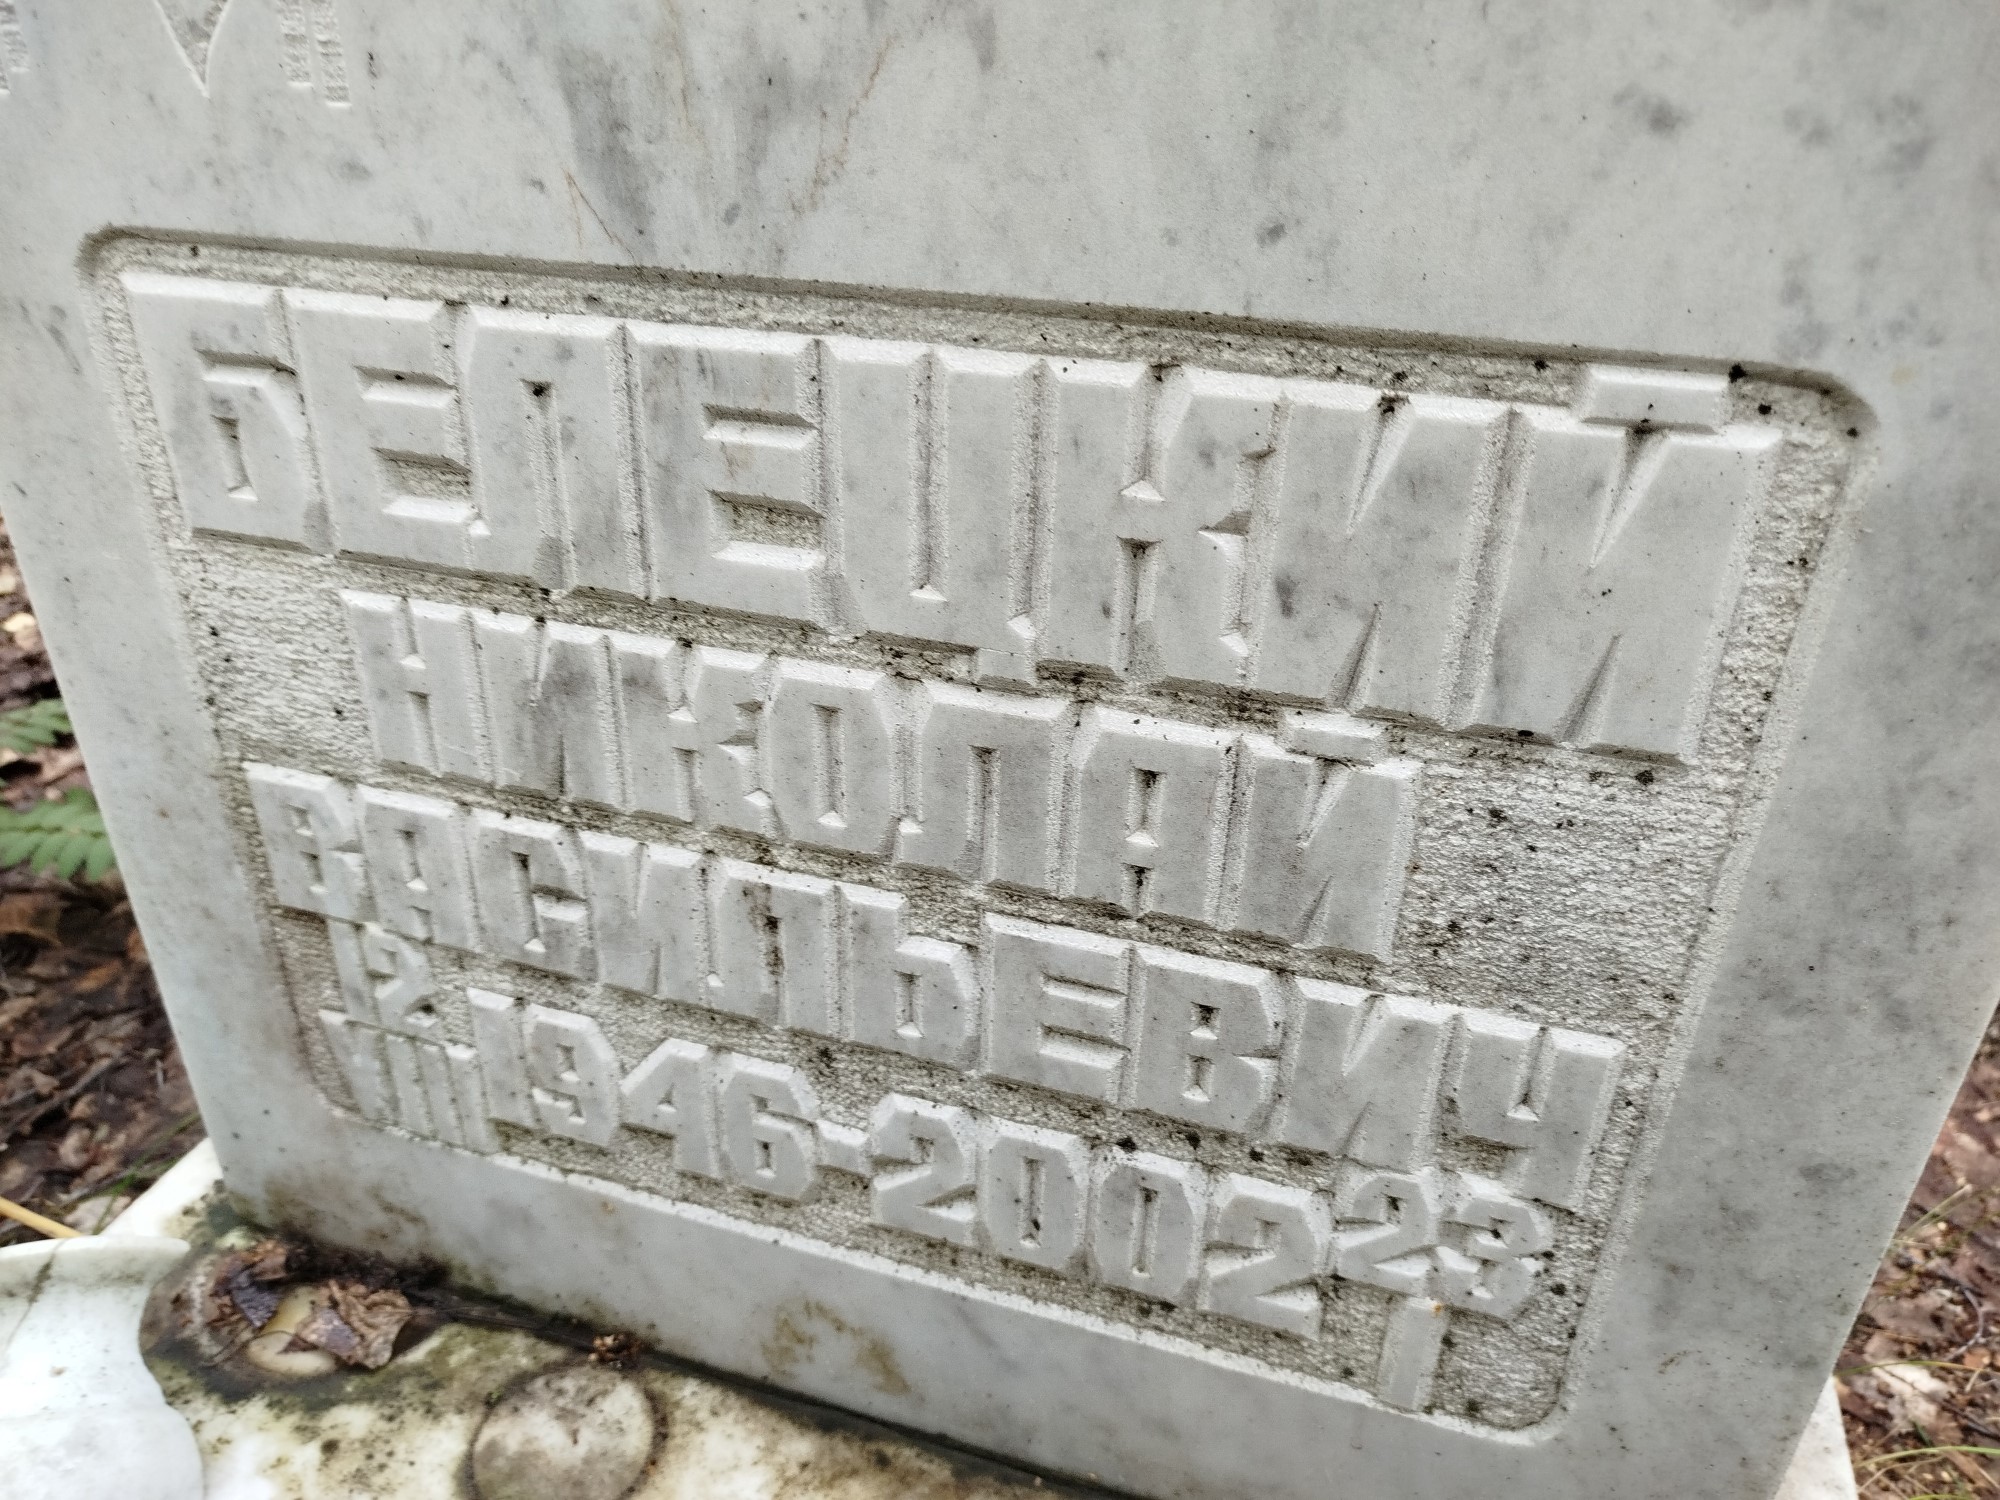 БЕЛЕЦКИЙ
НИКОЛАЙ
ВАСИЛЬЕВИЧ
12
VIII 1946-2002 23
I